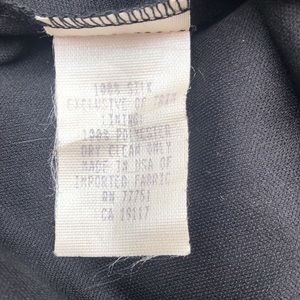 100% SILK
EXCLUSIVE OF TRIM
LINING:
100% POLYESTER
DRY CLEAN ONLY
MADE IN USA OF
IMPORTED FABRIC
RN 77751
CA 19117